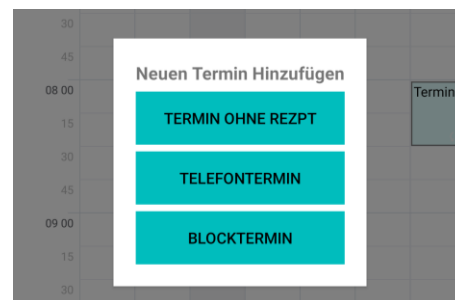 30
45
Neuen Termin Hinzufügen
08 00
Termin
TERMIN OHNE REZPT
15
30
TELEFONTERMIN
45
09 00
BLOCKTERMIN
15
30